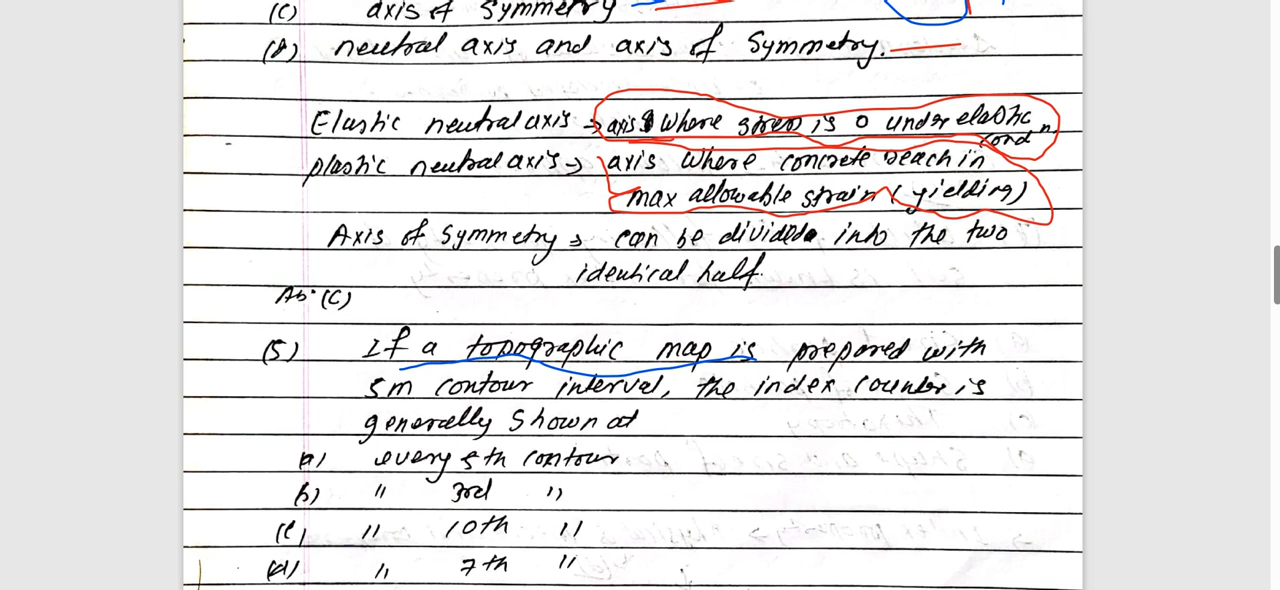 (C) axis of symmetry
(D) neutral axis and axis of symmetry.
Elastic neutral axis → axis where stress is 0 under elastic condn.
plastic neutral axis → axis where concrete reach in
max allowable strain (yielding)
Axis of symmetry → can be divided into the two
identical half.
Ans (C)
(5) If a topographic map is prepared with
5m contour interval, the index counter is
generally shown at
a) every 5th contour
b) " 3rd "
(c) " 10th "
(d) " 7th "